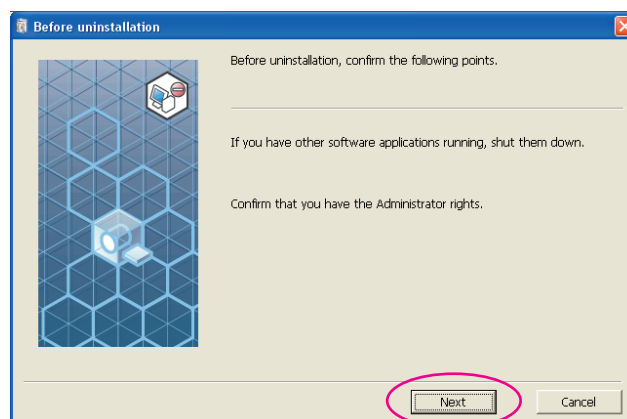 Before uninstallation
Before uninstallation, confirm the following points.
If you have other software applications running, shut them down.
Confirm that you have the Administrator rights.
Next
Cancel